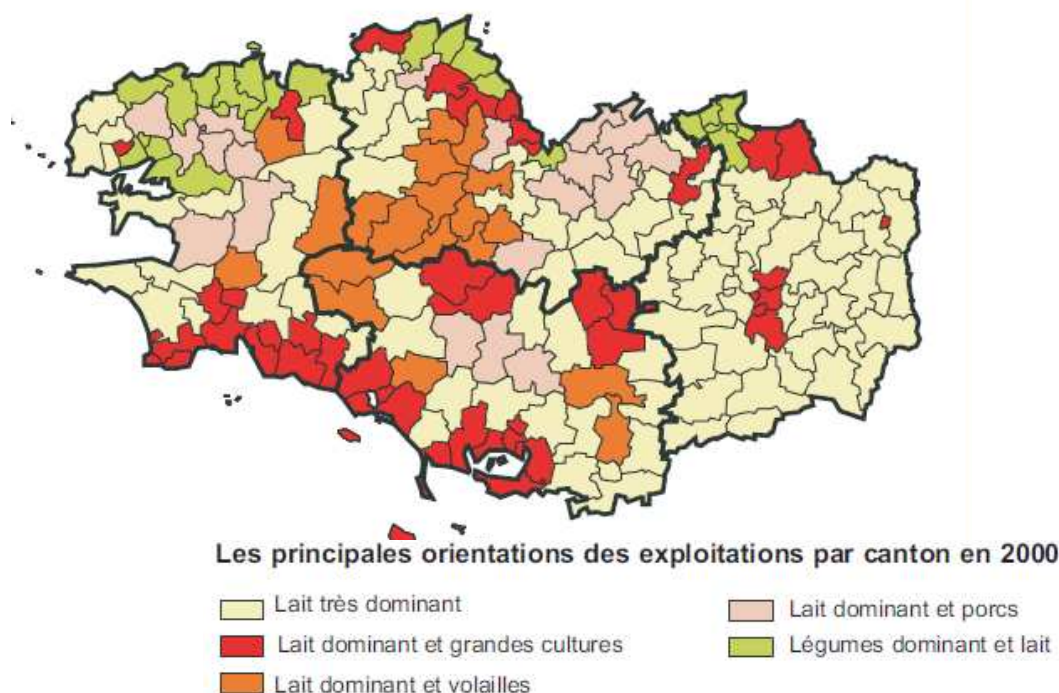 Les principales orientations des exploitations par canton en 2000
Lait très dominant
Lait dominant et grandes cultures
Lait dominant et volailles
Lait dominant et porcs
Légumes dominant et lait